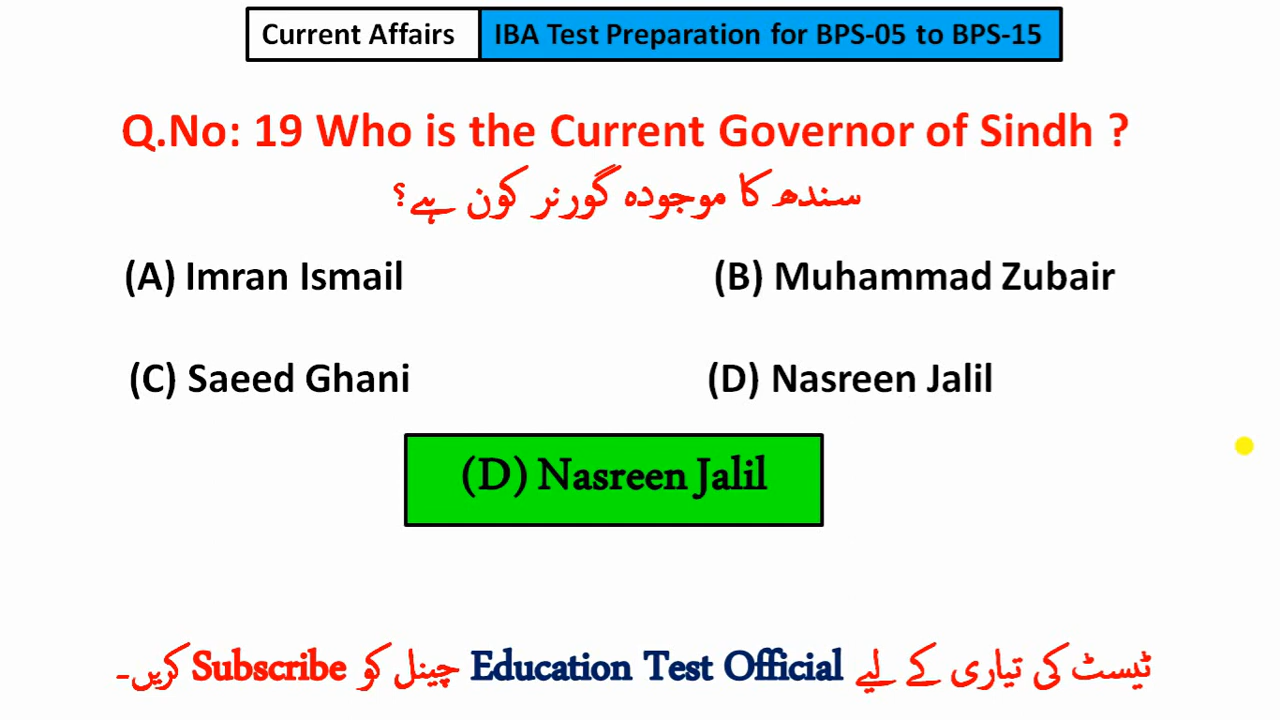 Current Affairs IBA Test Preparation for BPS-05 to BPS-15
Q.No: 19 Who is the Current Governor of Sindh ?
سندھ کا موجودہ گورنر کون ہے؟
(A) Imran Ismail (B) Muhammad Zubair
(C) Saeed Ghani (D) Nasreen Jalil
(D) Nasreen Jalil
ٹیسٹ کی تیاری کے لیے Education Test Official چینل کو Subscribe کریں۔